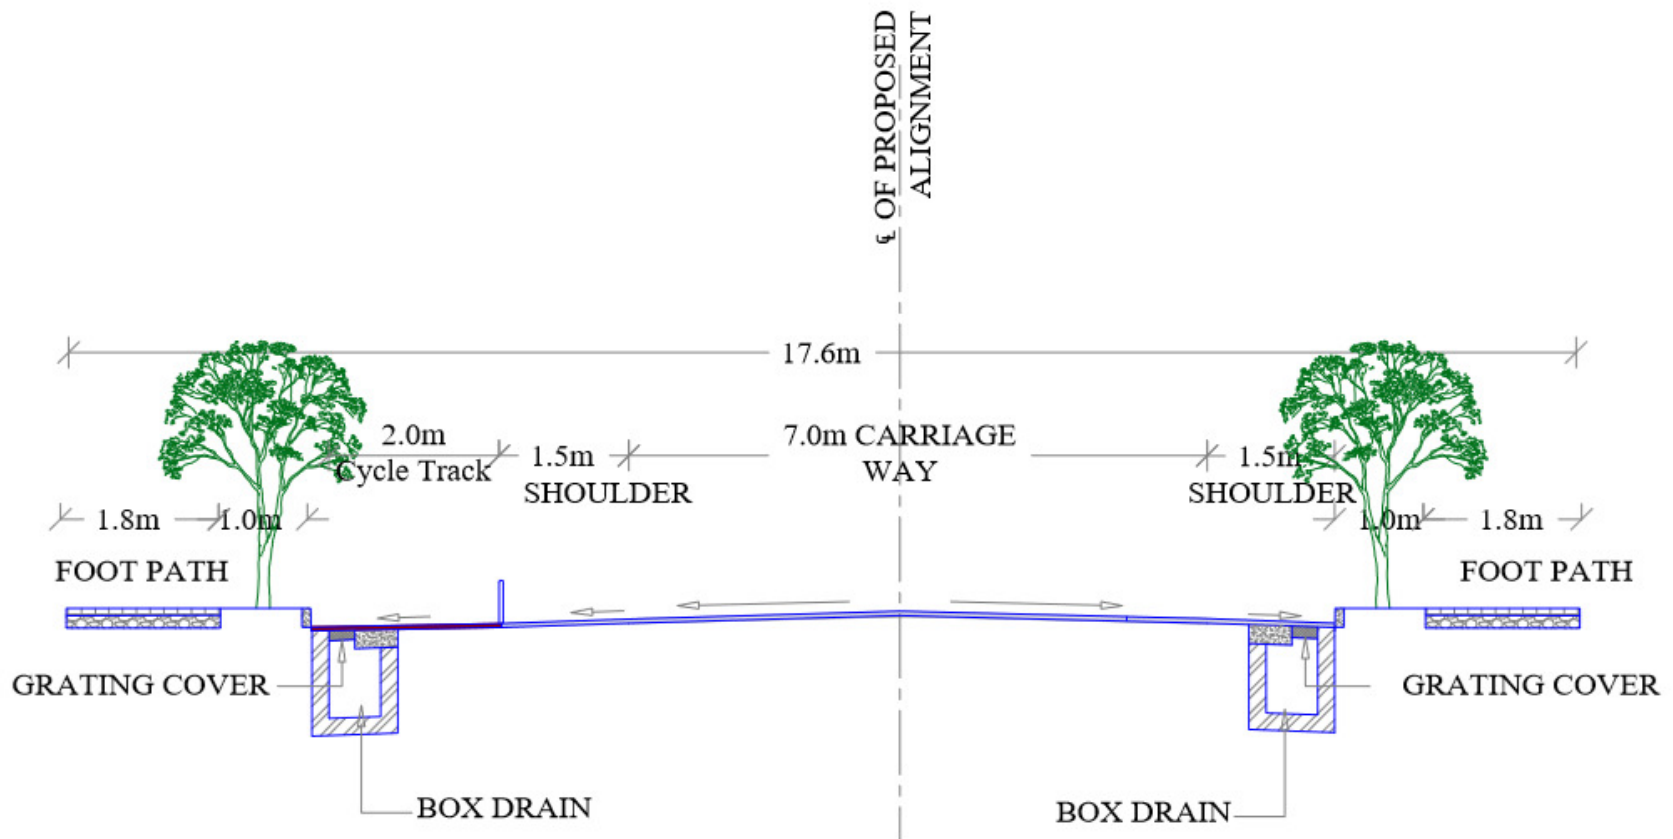 ℄ OF PROPOSED
ALIGNMENT
17.6m
2.0m
Cycle Track
1.5m
SHOULDER
7.0m CARRIAGE
WAY
1.5m
SHOULDER
1.8m
1.0m
1.0m
1.8m
FOOT PATH
FOOT PATH
GRATING COVER
GRATING COVER
BOX DRAIN
BOX DRAIN